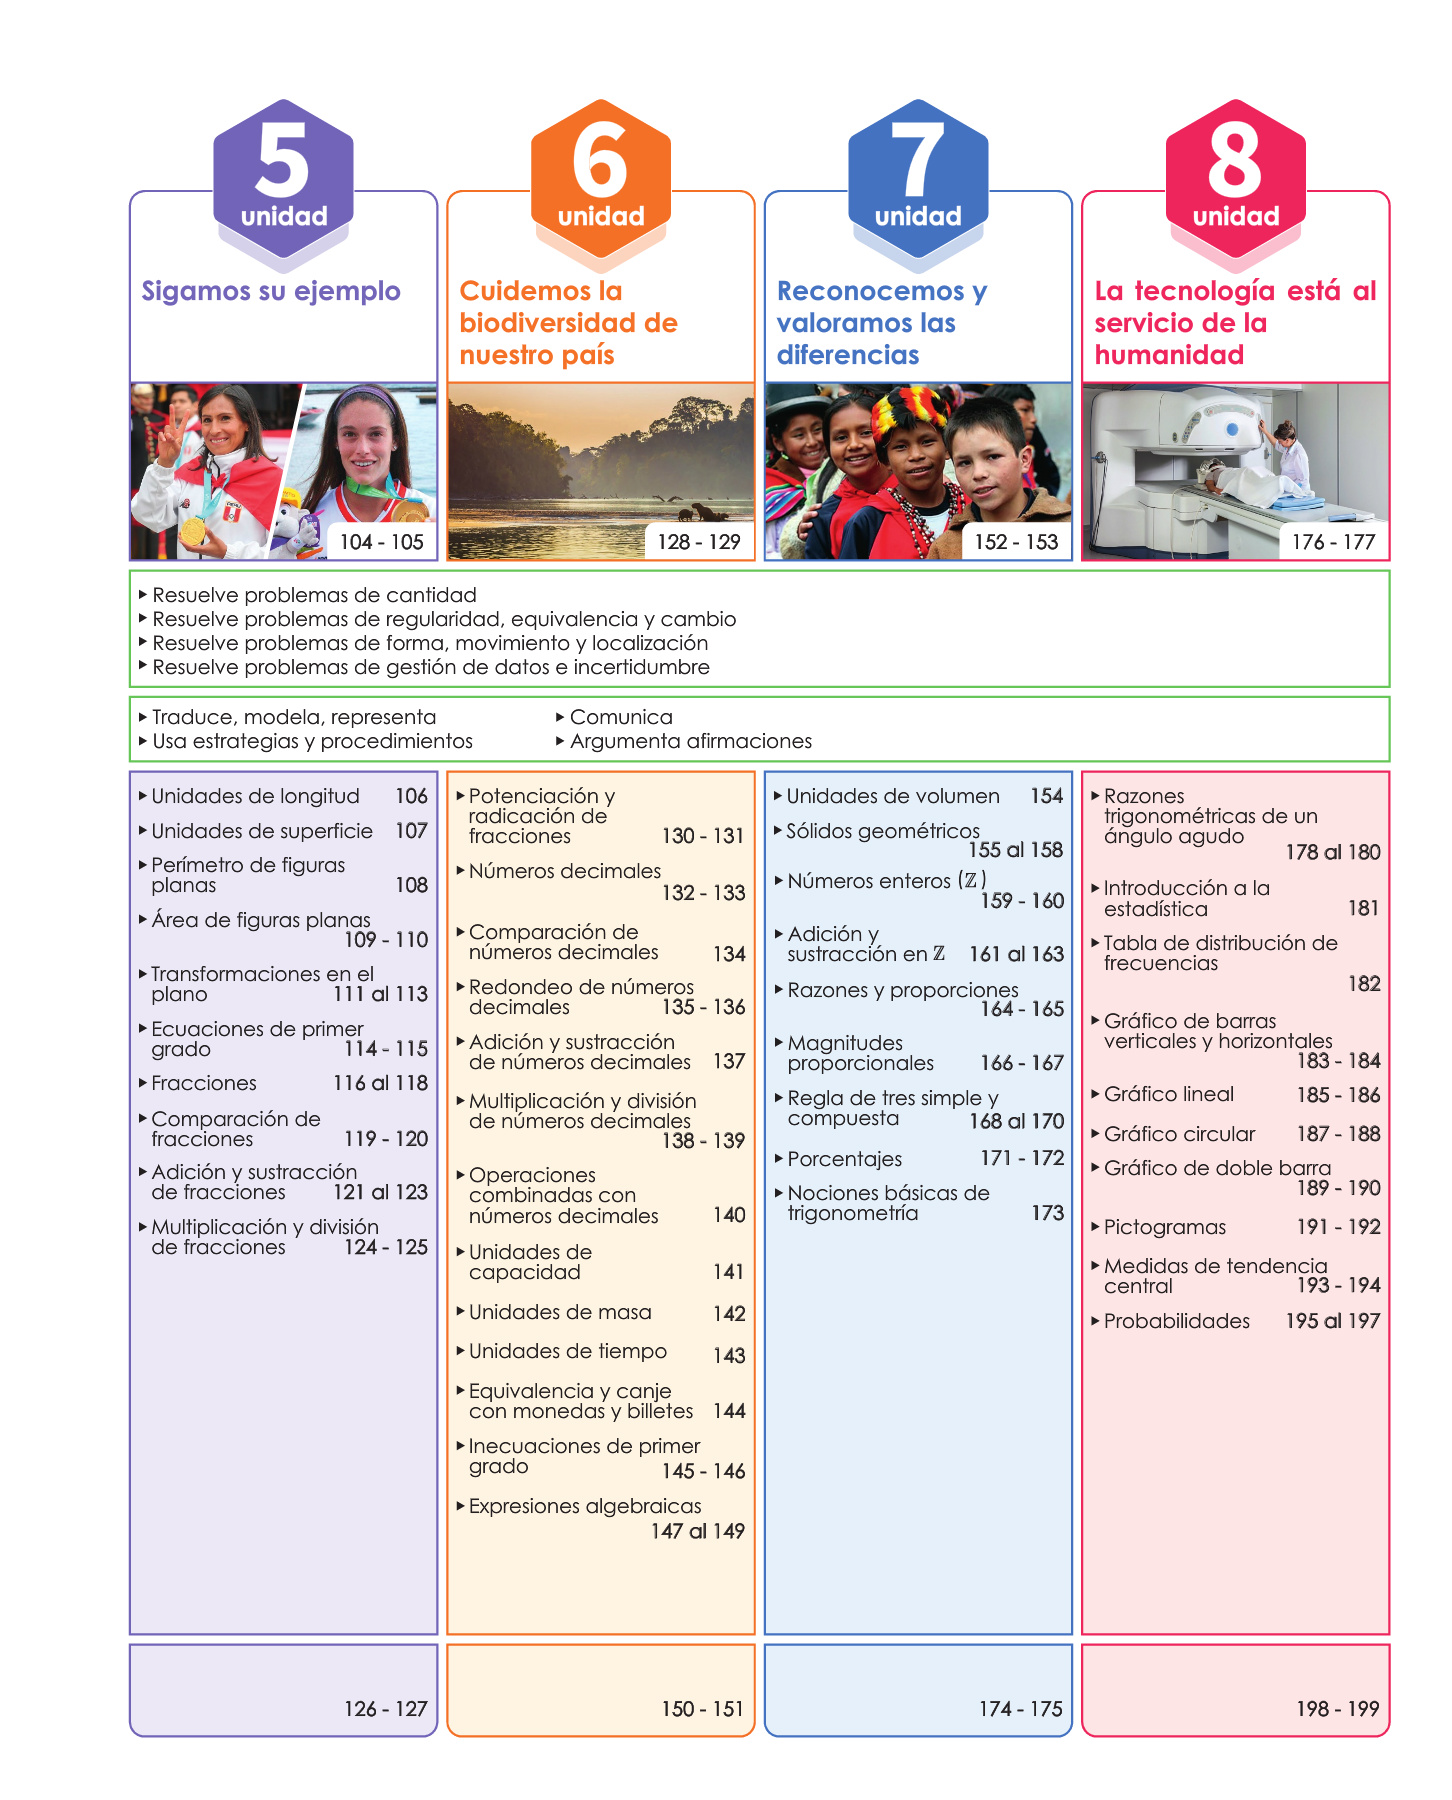 5
unidad
Sigamos su ejemplo
104 - 105
6
unidad
Cuidemos la
biodiversidad de
nuestro país
128 - 129
7
unidad
Reconocemos y
valoramos las
diferencias
152 - 153
8
unidad
La tecnología está al
servicio de la
humanidad
176 - 177
▸ Resuelve problemas de cantidad
▸ Resuelve problemas de regularidad, equivalencia y cambio
▸ Resuelve problemas de forma, movimiento y localización
▸ Resuelve problemas de gestión de datos e incertidumbre
▸ Traduce, modela, representa
▸ Usa estrategias y procedimientos
▸ Comunica
▸ Argumenta afirmaciones
▸ Unidades de longitud 106
▸ Unidades de superficie 107
▸ Perímetro de figuras
planas 108
▸ Área de figuras planas
109 - 110
▸ Transformaciones en el
plano 111 al 113
▸ Ecuaciones de primer
grado 114 - 115
▸ Fracciones 116 al 118
▸ Comparación de
fracciones 119 - 120
▸ Adición y sustracción
de fracciones 121 al 123
▸ Multiplicación y división
de fracciones 124 - 125
126 - 127
▸ Potenciación y
radicación de
fracciones 130 - 131
▸ Números decimales
132 - 133
▸ Comparación de
números decimales 134
▸ Redondeo de números
decimales 135 - 136
▸ Adición y sustracción
de números decimales 137
▸ Multiplicación y división
de números decimales
138 - 139
▸ Operaciones
combinadas con
números decimales 140
▸ Unidades de
capacidad 141
▸ Unidades de masa 142
▸ Unidades de tiempo 143
▸ Equivalencia y canje
con monedas y billetes 144
▸ Inecuaciones de primer
grado 145 - 146
▸ Expresiones algebraicas
147 al 149
150 - 151
▸ Unidades de volumen 154
▸ Sólidos geométricos
155 al 158
▸ Números enteros (ℤ)
159 - 160
▸ Adición y
sustracción en ℤ 161 al 163
▸ Razones y proporciones
164 - 165
▸ Magnitudes
proporcionales 166 - 167
▸ Regla de tres simple y
compuesta 168 al 170
▸ Porcentajes 171 - 172
▸ Nociones básicas de
trigonometría 173
174 - 175
▸ Razones
trigonométricas de un
ángulo agudo
178 al 180
▸ Introducción a la
estadística 181
▸ Tabla de distribución de
frecuencias
182
▸ Gráfico de barras
verticales y horizontales
183 - 184
▸ Gráfico lineal 185 - 186
▸ Gráfico circular 187 - 188
▸ Gráfico de doble barra
189 - 190
▸ Pictogramas 191 - 192
▸ Medidas de tendencia
central 193 - 194
▸ Probabilidades 195 al 197
198 - 199